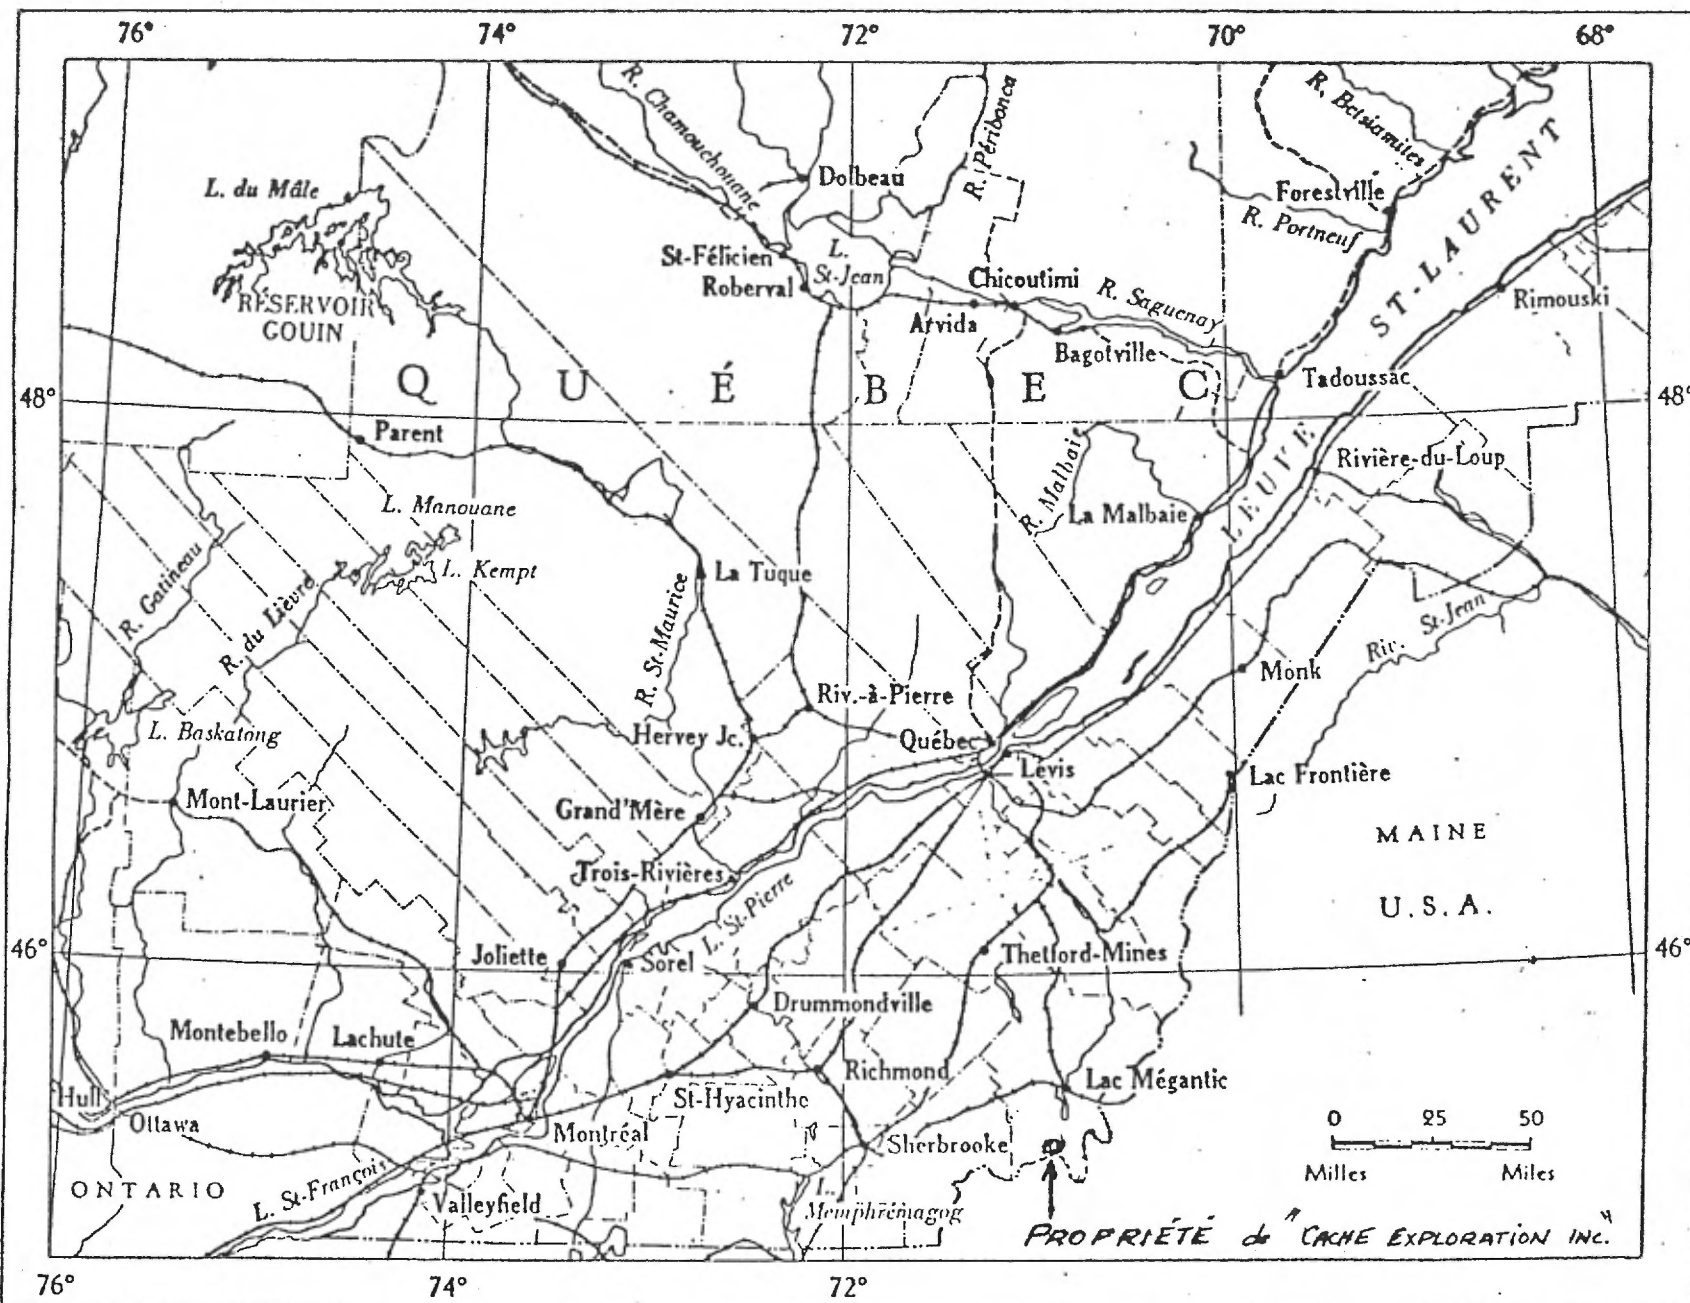 76° 74° 72° 70° 68°
R. Chamouchouane
R. Péribonca
R. Betsiamites
L. du Mâle
Dolbeau
Forestville
R. Portneuf
ST-LAURENT
St-Félicien
L.
St-Jean
Roberval
Chicoutimi
R. Saguenay
Rimouski
RÉSERVOIR
GOUIN
Arvida
Bagotville
Tadoussac
QUÉBEC
48° 48°
Parent
R. Malbaie
FLEUVE
Rivière-du-Loup
L. Manouane
La Malbaie
R. Gatineau
L. Kempt
R. du Lièvre
La Tuque
R. St-Maurice
Riv. St-Jean
Monk
Riv.-à-Pierre
L. Baskatong
Hervey Jc.
Québec
Lévis
Lac Frontière
Mont-Laurier
Grand'Mère
MAINE
U.S.A.
Trois-Rivières
L. St-Pierre
46° 46°
Joliette
Sorel
Thetford-Mines
Drummondville
Montebello
Lachute
Richmond
Lac Mégantic
Hull
St-Hyacinthe
Ottawa
Montréal
Sherbrooke
0 25 50
Milles Miles
ONTARIO
L. St-François
Valleyfield
L.
Memphrémagog
PROPRIÉTÉ de "CACHE EXPLORATION INC."
76° 74° 72°